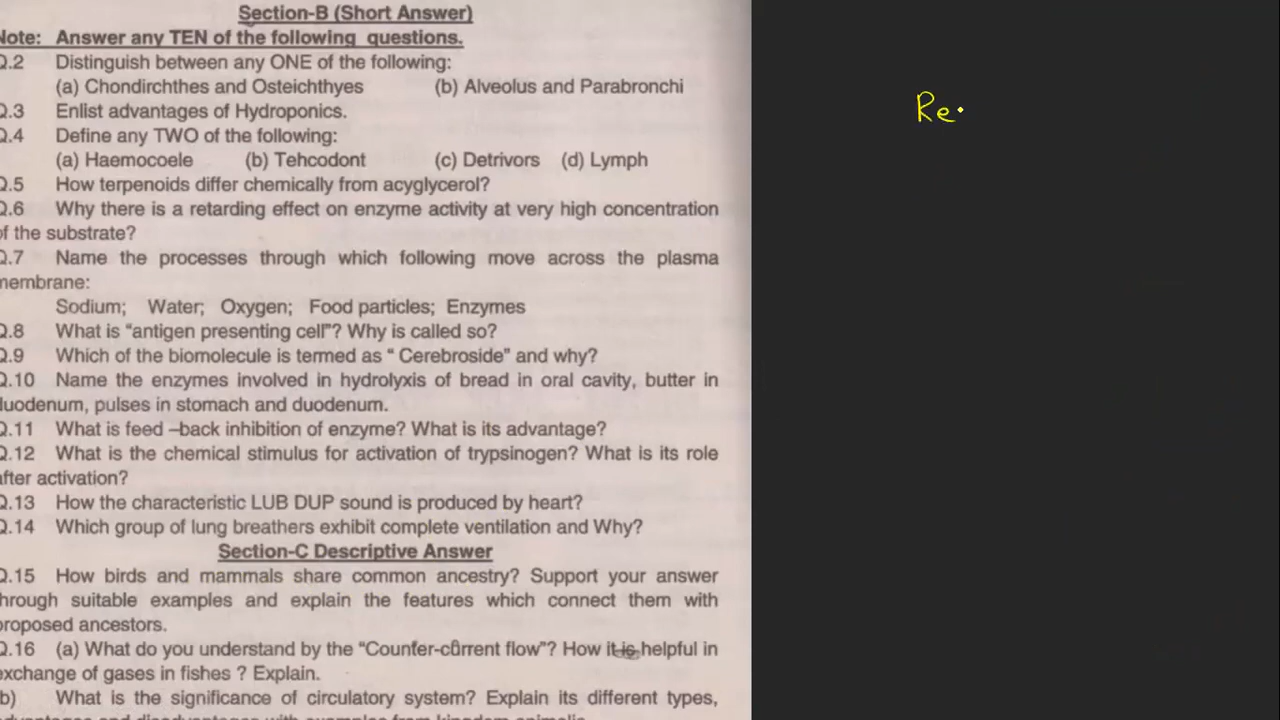 Section-B (Short Answer)
Note: Answer any TEN of the following questions.
Q.2 Distinguish between any ONE of the following:
(a) Chondirchthes and Osteichthyes (b) Alveolus and Parabronchi
Q.3 Enlist advantages of Hydroponics.
Q.4 Define any TWO of the following:
(a) Haemocoele (b) Tehcodont (c) Detrivors (d) Lymph
Q.5 How terpenoids differ chemically from acyglycerol?
Q.6 Why there is a retarding effect on enzyme activity at very high concentration
of the substrate?
Q.7 Name the processes through which following move across the plasma
membrane:
Sodium; Water; Oxygen; Food particles; Enzymes
Q.8 What is "antigen presenting cell"? Why is called so?
Q.9 Which of the biomolecule is termed as " Cerebroside" and why?
Q.10 Name the enzymes involved in hydrolyxis of bread in oral cavity, butter in
duodenum, pulses in stomach and duodenum.
Q.11 What is feed –back inhibition of enzyme? What is its advantage?
Q.12 What is the chemical stimulus for activation of trypsinogen? What is its role
after activation?
Q.13 How the characteristic LUB DUP sound is produced by heart?
Q.14 Which group of lung breathers exhibit complete ventilation and Why?
Section-C Descriptive Answer
Q.15 How birds and mammals share common ancestry? Support your answer
through suitable examples and explain the features which connect them with
proposed ancestors.
Q.16 (a) What do you understand by the "Counter-current flow"? How it is helpful in
exchange of gases in fishes ? Explain.
b) What is the significance of circulatory system? Explain its different types,
Re